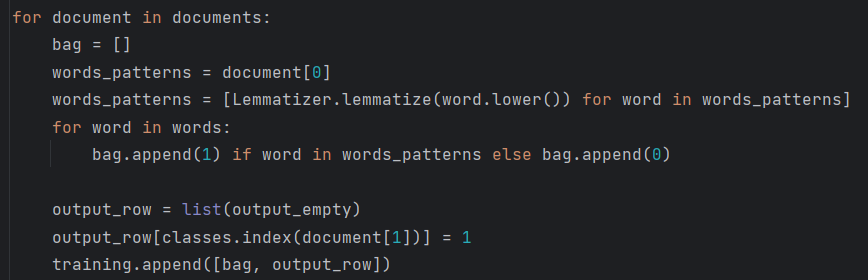 for document in documents:
    bag = []
    words_patterns = document[0]
    words_patterns = [Lemmatizer.lemmatize(word.lower()) for word in words_patterns]
    for word in words:
        bag.append(1) if word in words_patterns else bag.append(0)

    output_row = list(output_empty)
    output_row[classes.index(document[1])] = 1
    training.append([bag, output_row])